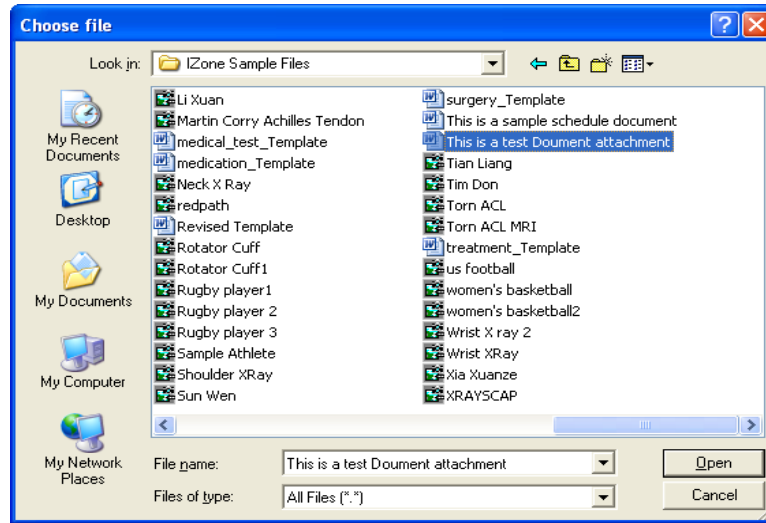 Choose file
Look in:
IZone Sample Files
My Recent
Documents
Desktop
My Documents
My Computer
My Network
Places
Li Xuan
Martin Corry Achilles Tendon
medical_test_Template
medication_Template
Neck X Ray
redpath
Revised Template
Rotator Cuff
Rotator Cuff1
Rugby player1
Rugby player 2
Rugby player 3
Sample Athlete
Shoulder XRay
Sun Wen
surgery_Template
This is a sample schedule document
This is a test Doument attachment
Tian Liang
Tim Don
Torn ACL
Torn ACL MRI
treatment_Template
us football
women's basketball
women's basketball2
Wrist X ray 2
Wrist XRay
Xia Xuanze
XRAYSCAP
File name:
This is a test Doument attachment
Open
Files of type:
All Files (*.*)
Cancel